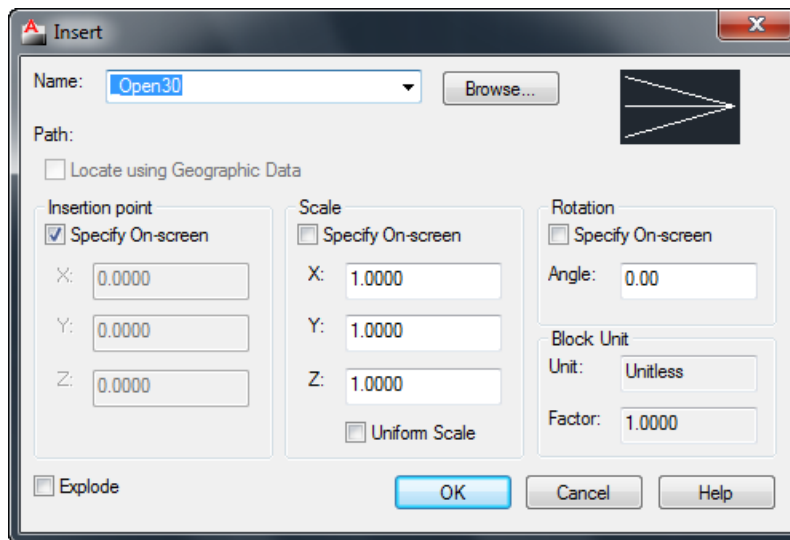 Insert
Name: _Open30 Browse...
Path:
Locate using Geographic Data
Insertion point
Specify On-screen
X: 0.0000
Y: 0.0000
Z: 0.0000
Scale
Specify On-screen
X: 1.0000
Y: 1.0000
Z: 1.0000
Uniform Scale
Rotation
Specify On-screen
Angle: 0.00
Block Unit
Unit: Unitless
Factor: 1.0000
Explode
OK Cancel Help